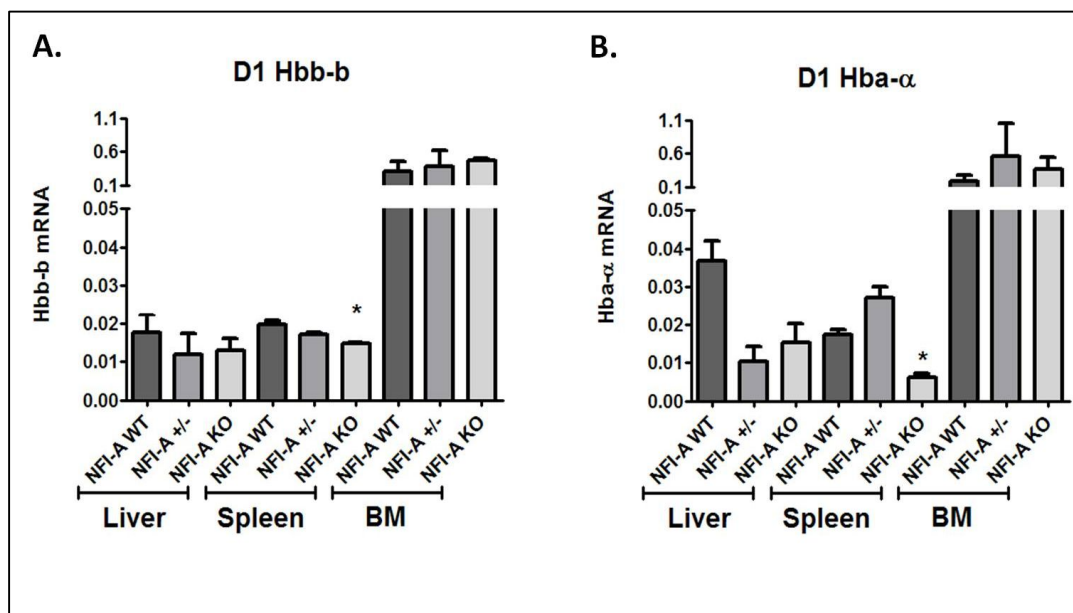 A.
D1 Hbb-b
Hbb-b mRNA
1.1
0.6
0.1
0.05
0.04
0.03
0.02
0.01
0.00
*
NFI-A WT
NFI-A +/-
NFI-A KO
NFI-A WT
NFI-A +/-
NFI-A KO
NFI-A WT
NFI-A +/-
NFI-A KO
Liver Spleen BM
B.
D1 Hba-α
Hba-α mRNA
1.1
0.6
0.1
0.05
0.04
0.03
0.02
0.01
0.00
*
NFI-A WT
NFI-A +/-
NFI-A KO
NFI-A WT
NFI-A +/-
NFI-A KO
NFI-A WT
NFI-A +/-
NFI-A KO
Liver Spleen BM